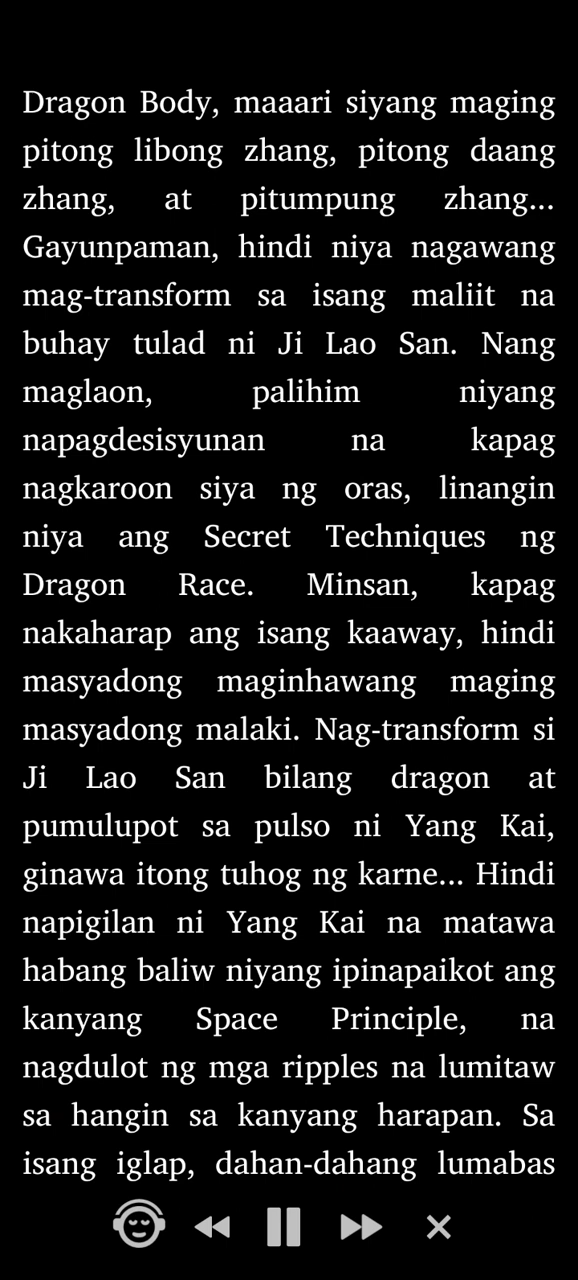 Dragon Body, maaari siyang maging
pitong libong zhang, pitong daang
zhang, at pitumpung zhang...
Gayunpaman, hindi niya nagawang
mag-transform sa isang maliit na
buhay tulad ni Ji Lao San. Nang
maglaon, palihim niyang
napagdesisyunan na kapag
nagkaroon siya ng oras, linangin
niya ang Secret Techniques ng
Dragon Race. Minsan, kapag
nakaharap ang isang kaaway, hindi
masyadong maginhawang maging
masyadong malaki. Nag-transform si
Ji Lao San bilang dragon at
pumulupot sa pulso ni Yang Kai,
ginawa itong tuhog ng karne... Hindi
napigilan ni Yang Kai na matawa
habang baliw niyang ipinapaikot ang
kanyang Space Principle, na
nagdulot ng mga ripples na lumitaw
sa hangin sa kanyang harapan. Sa
isang iglap, dahan-dahang lumabas